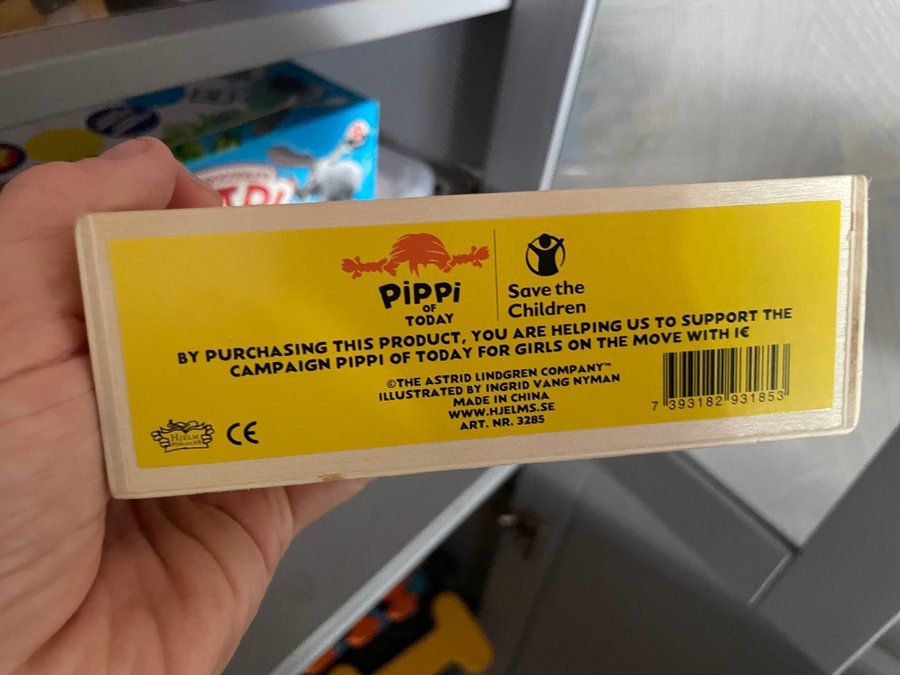 PiPPi
OF
TODAY
Save the
Children
BY PURCHASING THIS PRODUCT, YOU ARE HELPING US TO SUPPORT THE
CAMPAIGN PIPPI OF TODAY FOR GIRLS ON THE MOVE WITH 1€
©THE ASTRID LINDGREN COMPANY™
ILLUSTRATED BY INGRID VANG NYMAN
MADE IN CHINA
WWW.HJELMS.SE
ART. NR. 3285
7 393182 931853
HJELM
CE